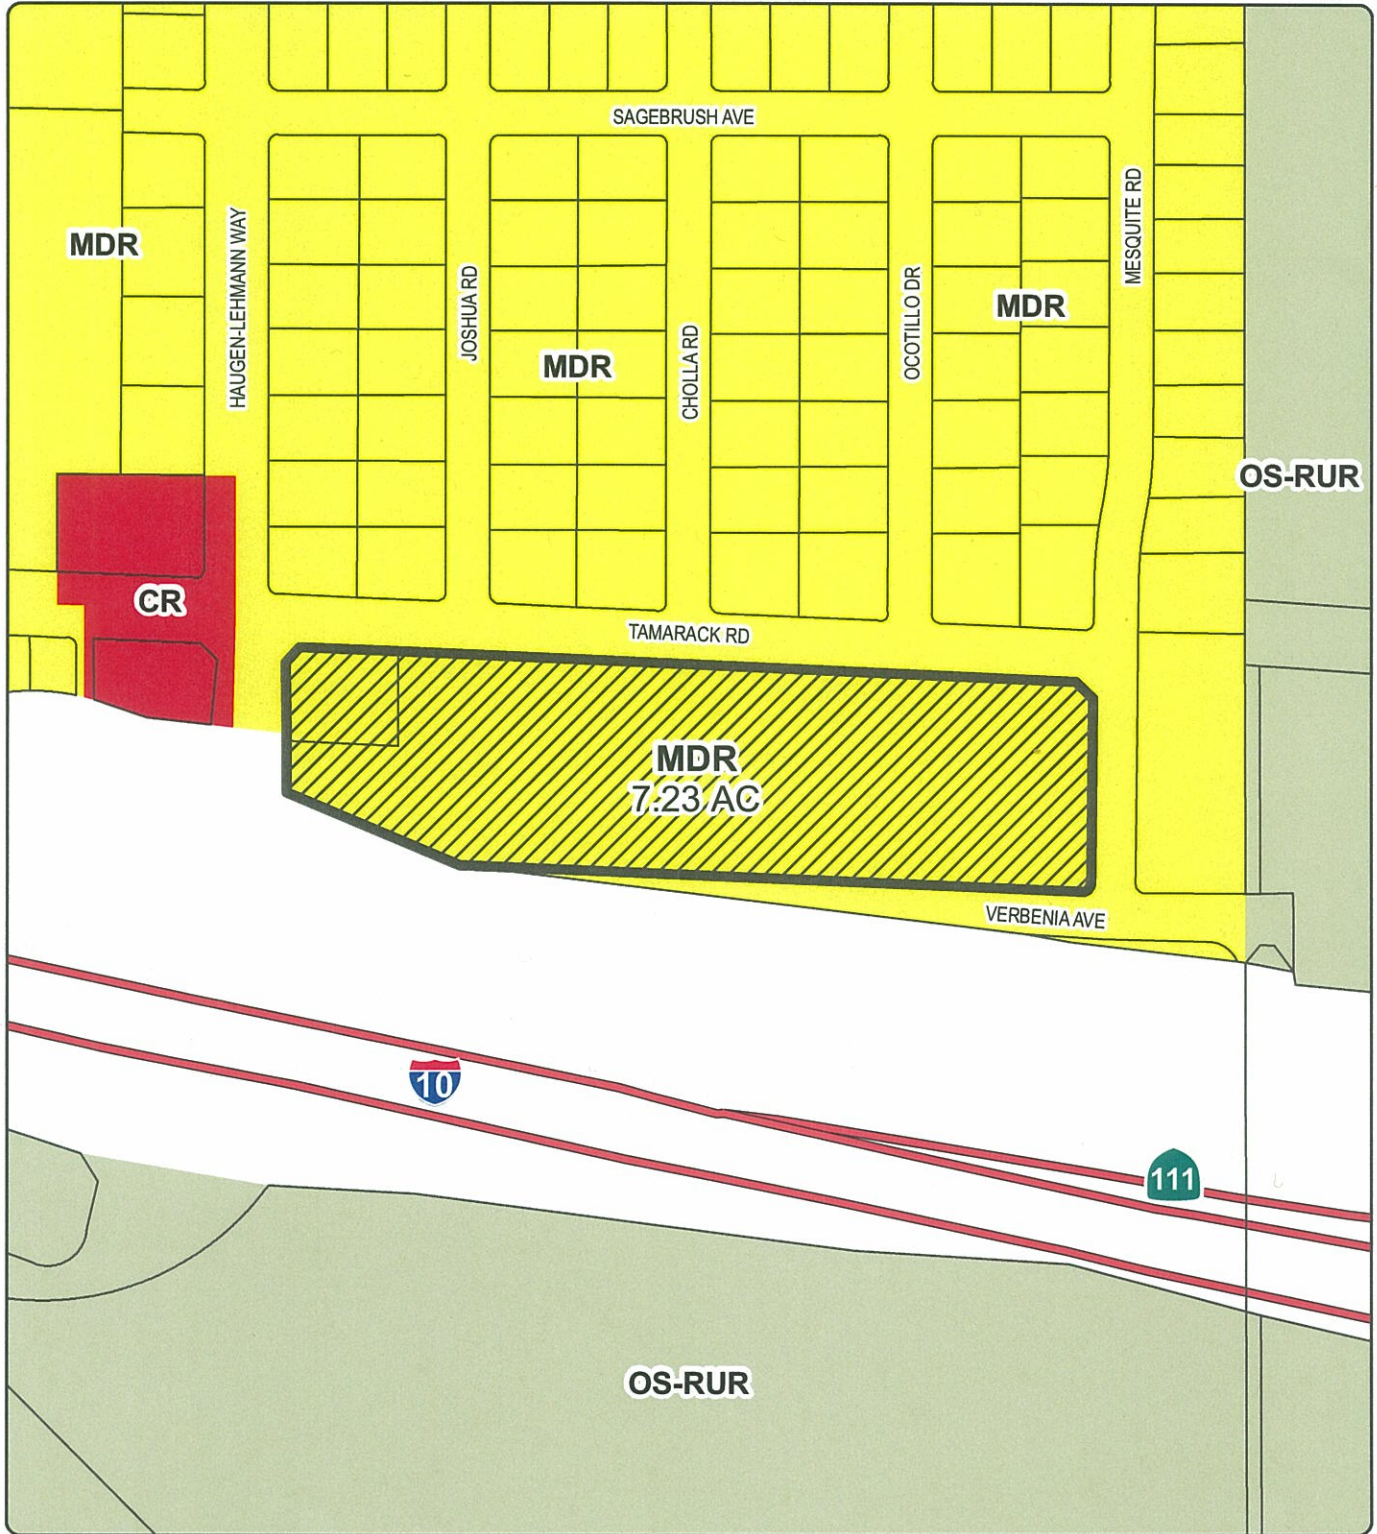 SAGEBRUSH AVE
MESQUITE RD
HAUGEN-LEHMANN WAY
MDR
JOSHUA RD
OCOTILLO DR
MDR
CHOLLA RD
MDR
OS-RUR
CR
TAMARACK RD
MDR
7.23 AC
VERBENIA AVE
10
111
OS-RUR